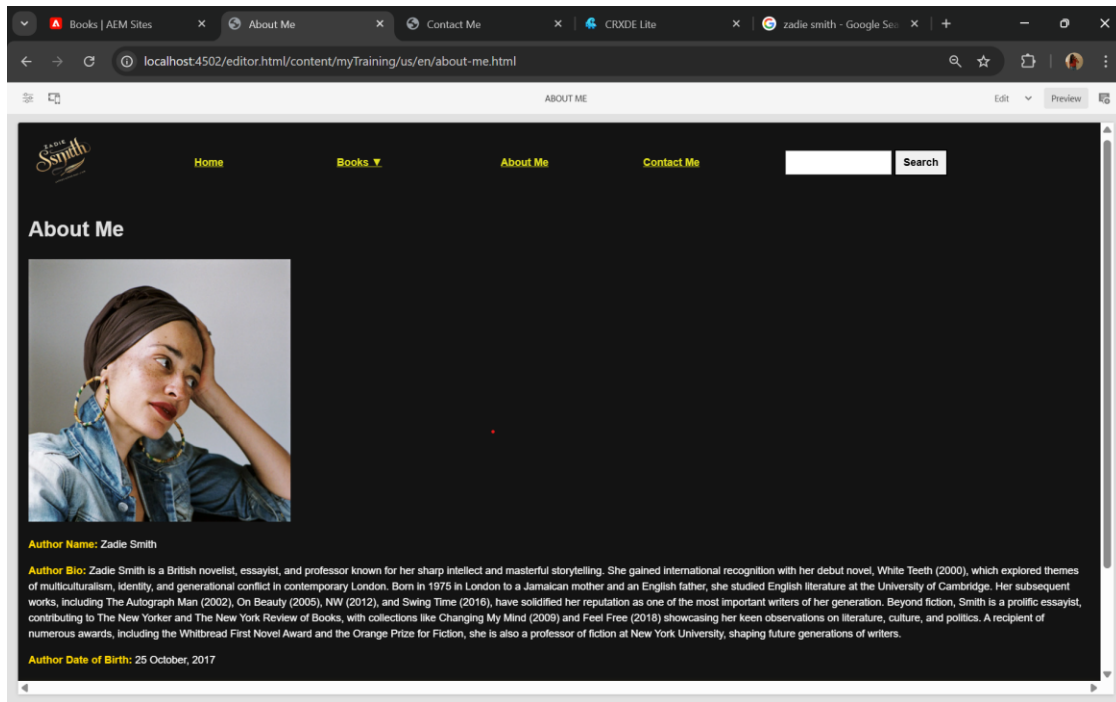 Books | AEM Sites
About Me
Contact Me
CRXDE Lite
zadie smith - Google Sea
localhost:4502/editor.html/content/myTraining/us/en/about-me.html
ABOUT ME
Edit
Preview
ZADIE
Ssmith
Home
Books ▼
About Me
Contact Me
Search
About Me
Author Name: Zadie Smith
Author Bio: Zadie Smith is a British novelist, essayist, and professor known for her sharp intellect and masterful storytelling. She gained international recognition with her debut novel, White Teeth (2000), which explored themes
of multiculturalism, identity, and generational conflict in contemporary London. Born in 1975 in London to a Jamaican mother and an English father, she studied English literature at the University of Cambridge. Her subsequent
works, including The Autograph Man (2002), On Beauty (2005), NW (2012), and Swing Time (2016), have solidified her reputation as one of the most important writers of her generation. Beyond fiction, Smith is a prolific essayist,
contributing to The New Yorker and The New York Review of Books, with collections like Changing My Mind (2009) and Feel Free (2018) showcasing her keen observations on literature, culture, and politics. A recipient of
numerous awards, including the Whitbread First Novel Award and the Orange Prize for Fiction, she is also a professor of fiction at New York University, shaping future generations of writers.
Author Date of Birth: 25 October, 2017